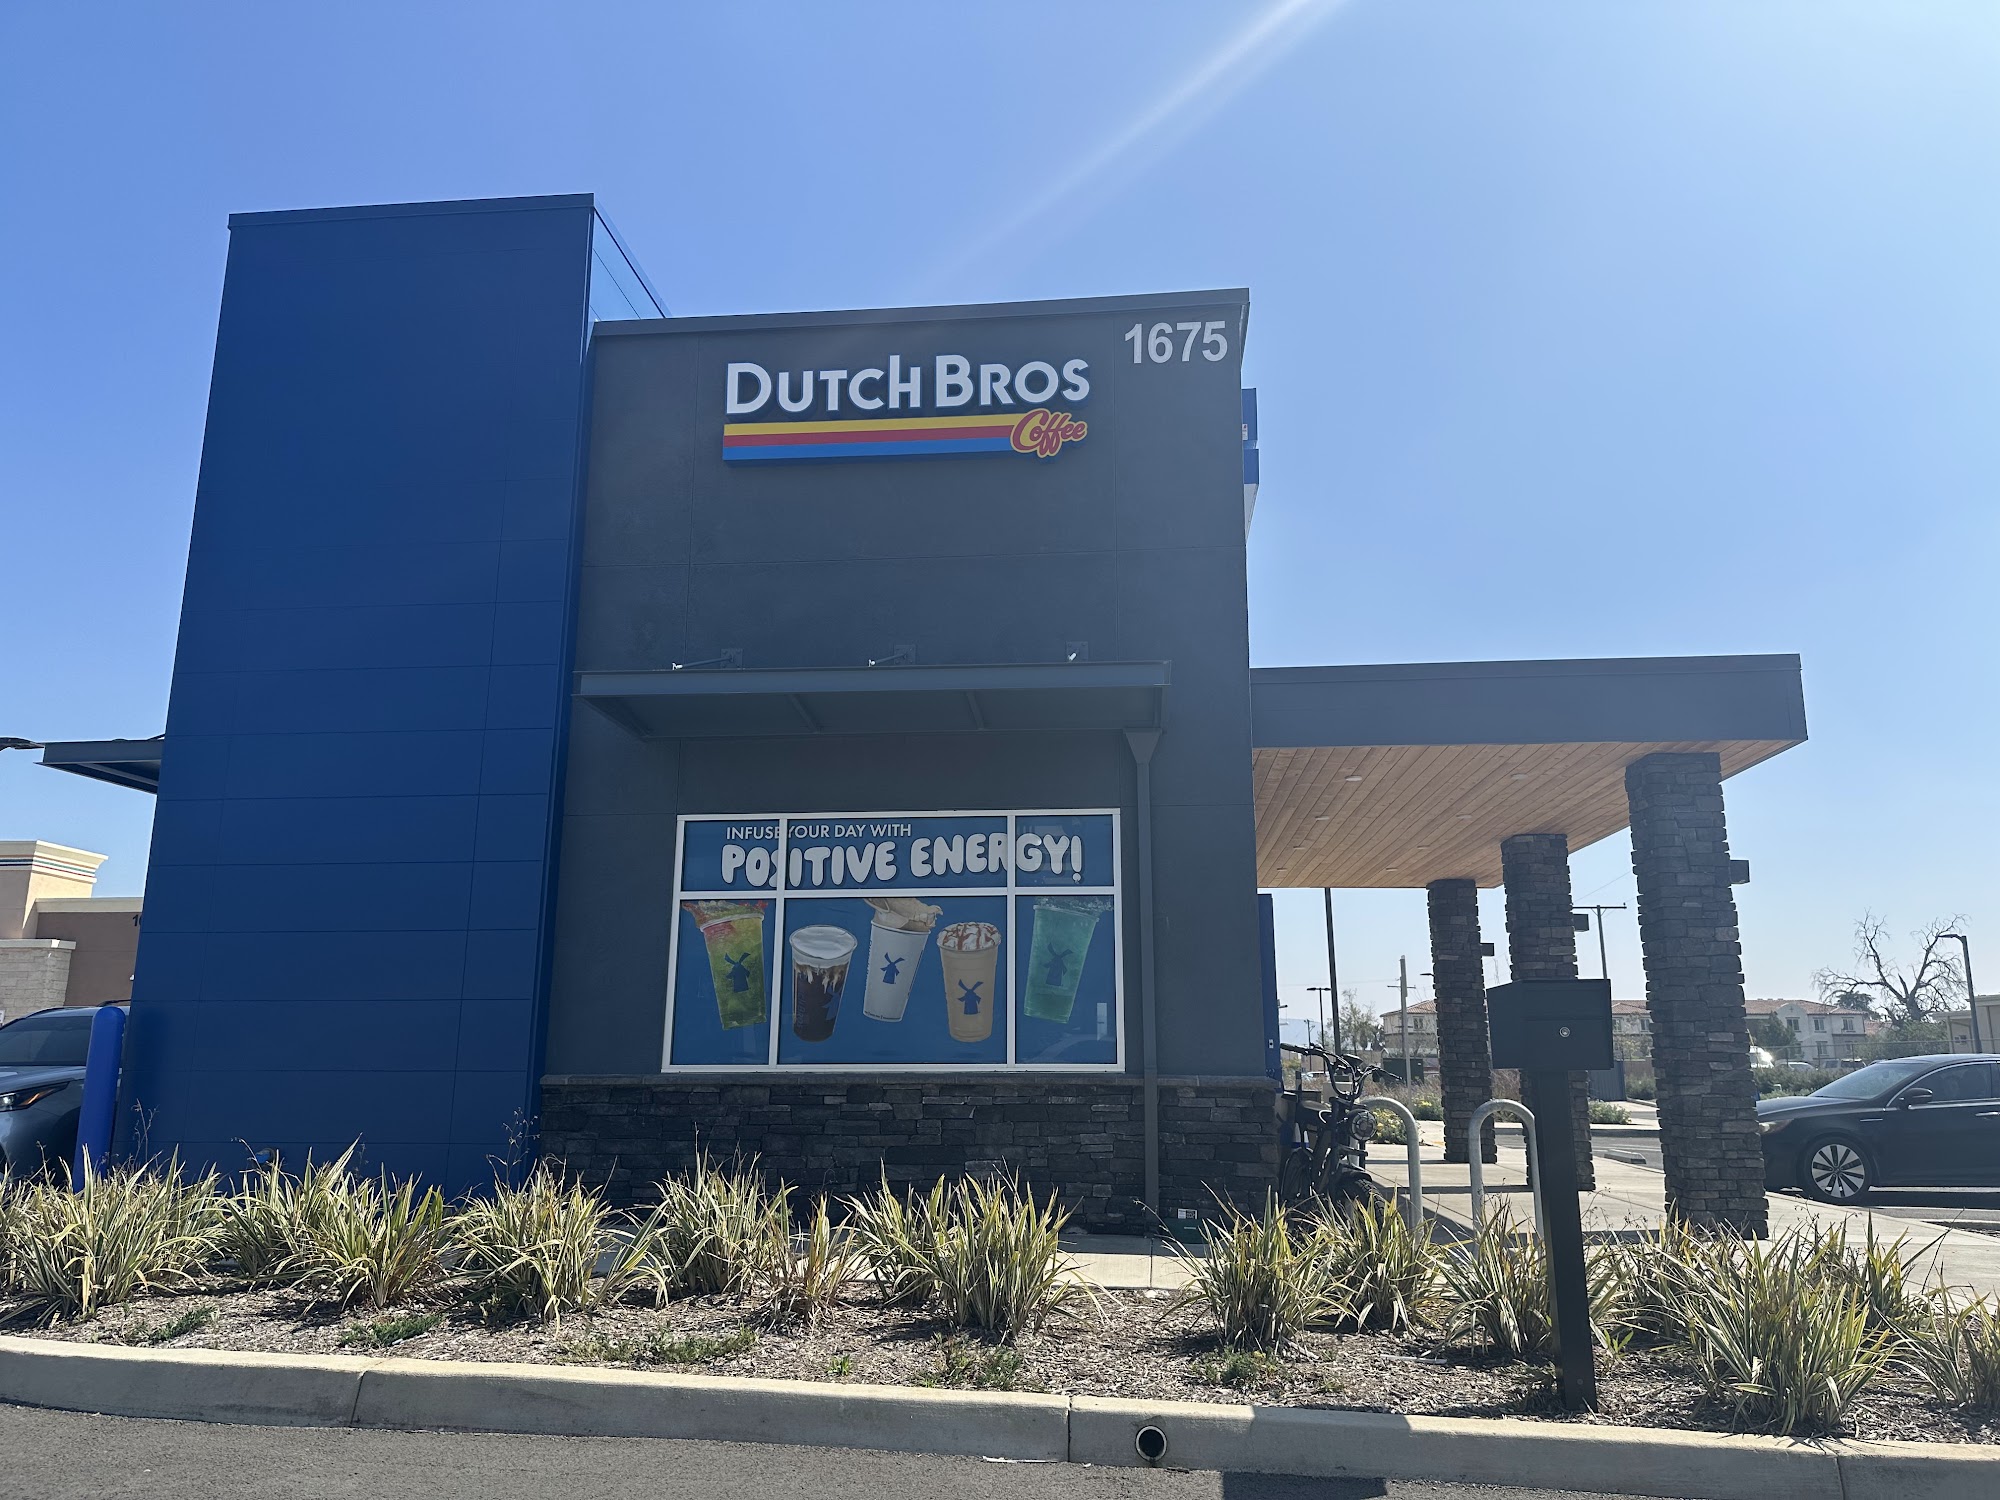 1675
DUTCH BROS
Coffee
INFUSE YOUR DAY WITH
POSITIVE ENERGY!